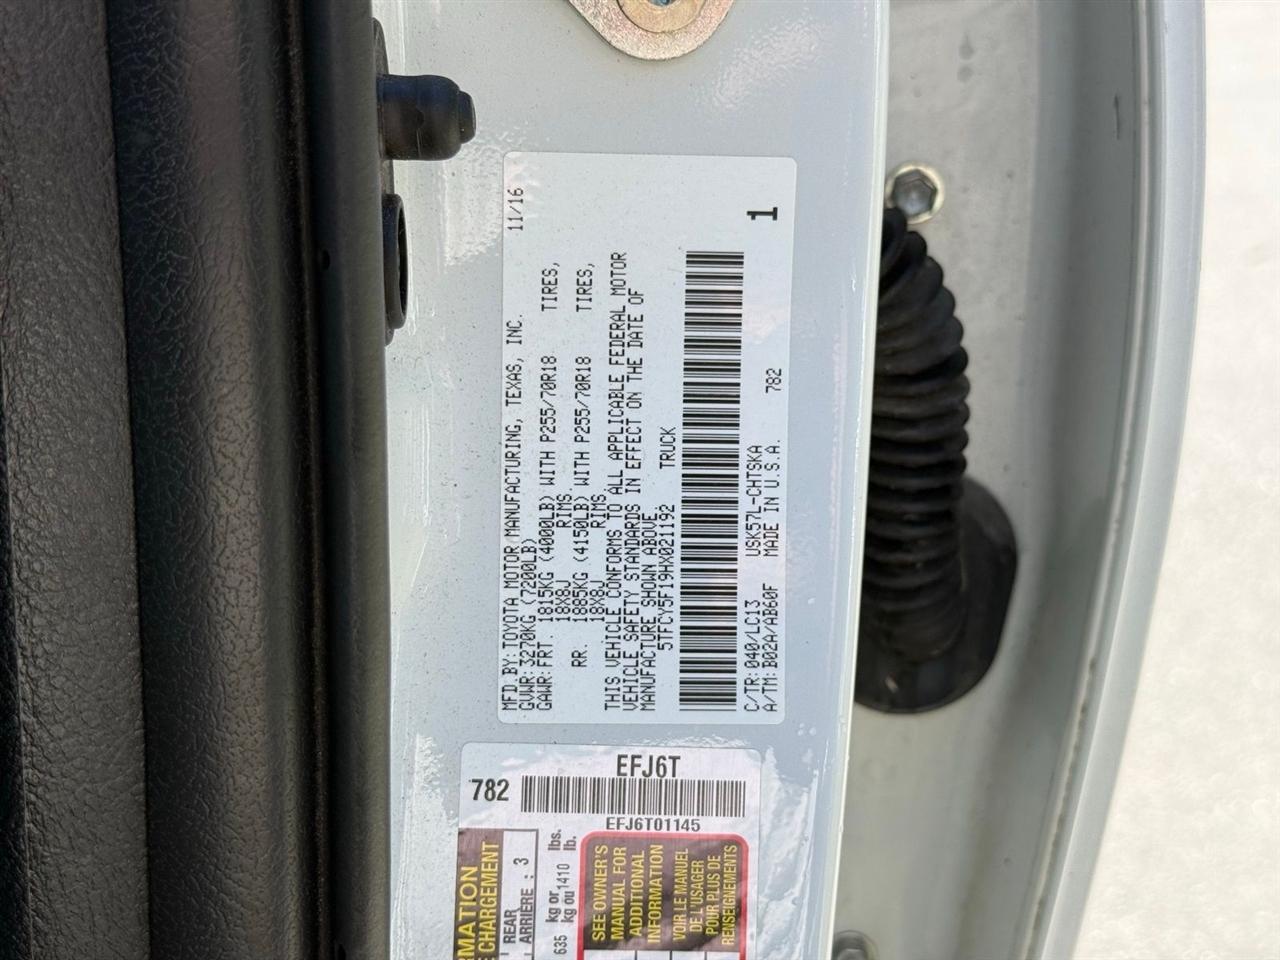 MFD BY:TOYOTA MOTOR MANUFACTURING, TEXAS, INC. 11/16
GVWR:3270KG (7200LB)
GAWR:FRT. 1815KG (4000LB) WITH P255/70R18 TIRES,
18X8J RIMS
RR. 1885KG (4150LB) WITH P255/70R18 TIRES,
18X8J RIMS
THIS VEHICLE CONFORMS TO ALL APPLICABLE FEDERAL MOTOR
VEHICLE SAFETY STANDARDS IN EFFECT ON THE DATE OF
MANUFACTURE SHOWN ABOVE.
5TFCY5F19HX021192 TRUCK
1
C/TR:040/LC13 USK57L-CHTSKA
A/TM:B02A/AB60F MADE IN U.S.A. 782
782
EFJ6T
EFJ6T01145
RMATION
E CHARGEMENT
REAR
ARRIÈRE : 3
635 kg or
kg ou 1410 lbs.
lb.
SEE OWNER'S
MANUAL FOR
ADDITIONAL
INFORMATION
VOIR LE MANUEL
DE L'USAGER
POUR PLUS DE
RENSEIGNEMENTS